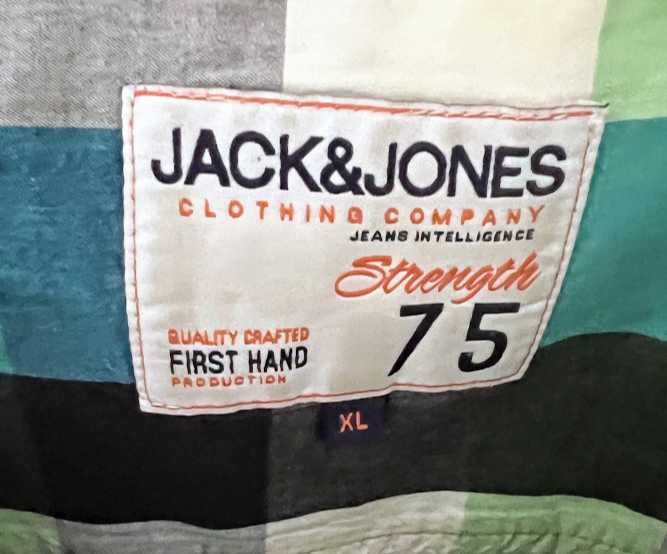 JACK&JONES
CLOTHING COMPANY
JEANS INTELLIGENCE
Strength
75
QUALITY CRAFTED
FIRST HAND
PRODUCTION
XL